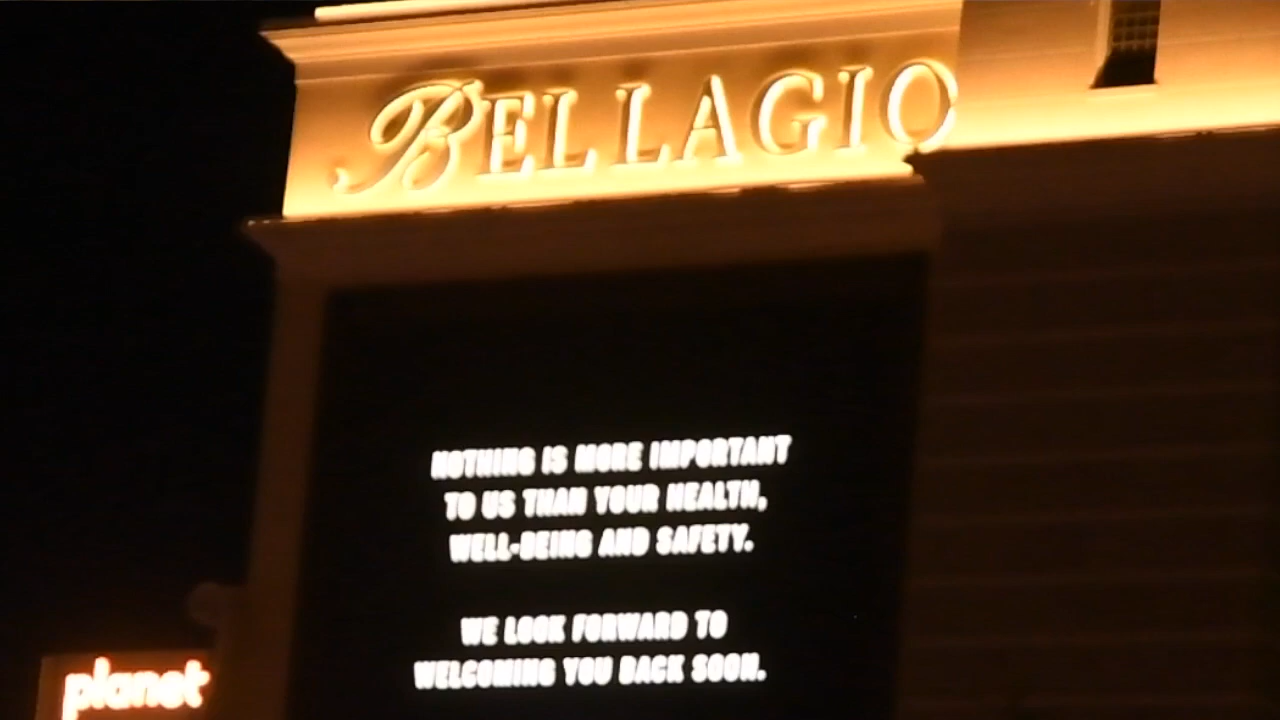 BELLAGIO
NOTHING IS MORE IMPORTANT
TO US THAN YOUR HEALTH,
WELL-BEING AND SAFETY.
WE LOOK FORWARD TO
WELCOMING YOU BACK SOON.
planet